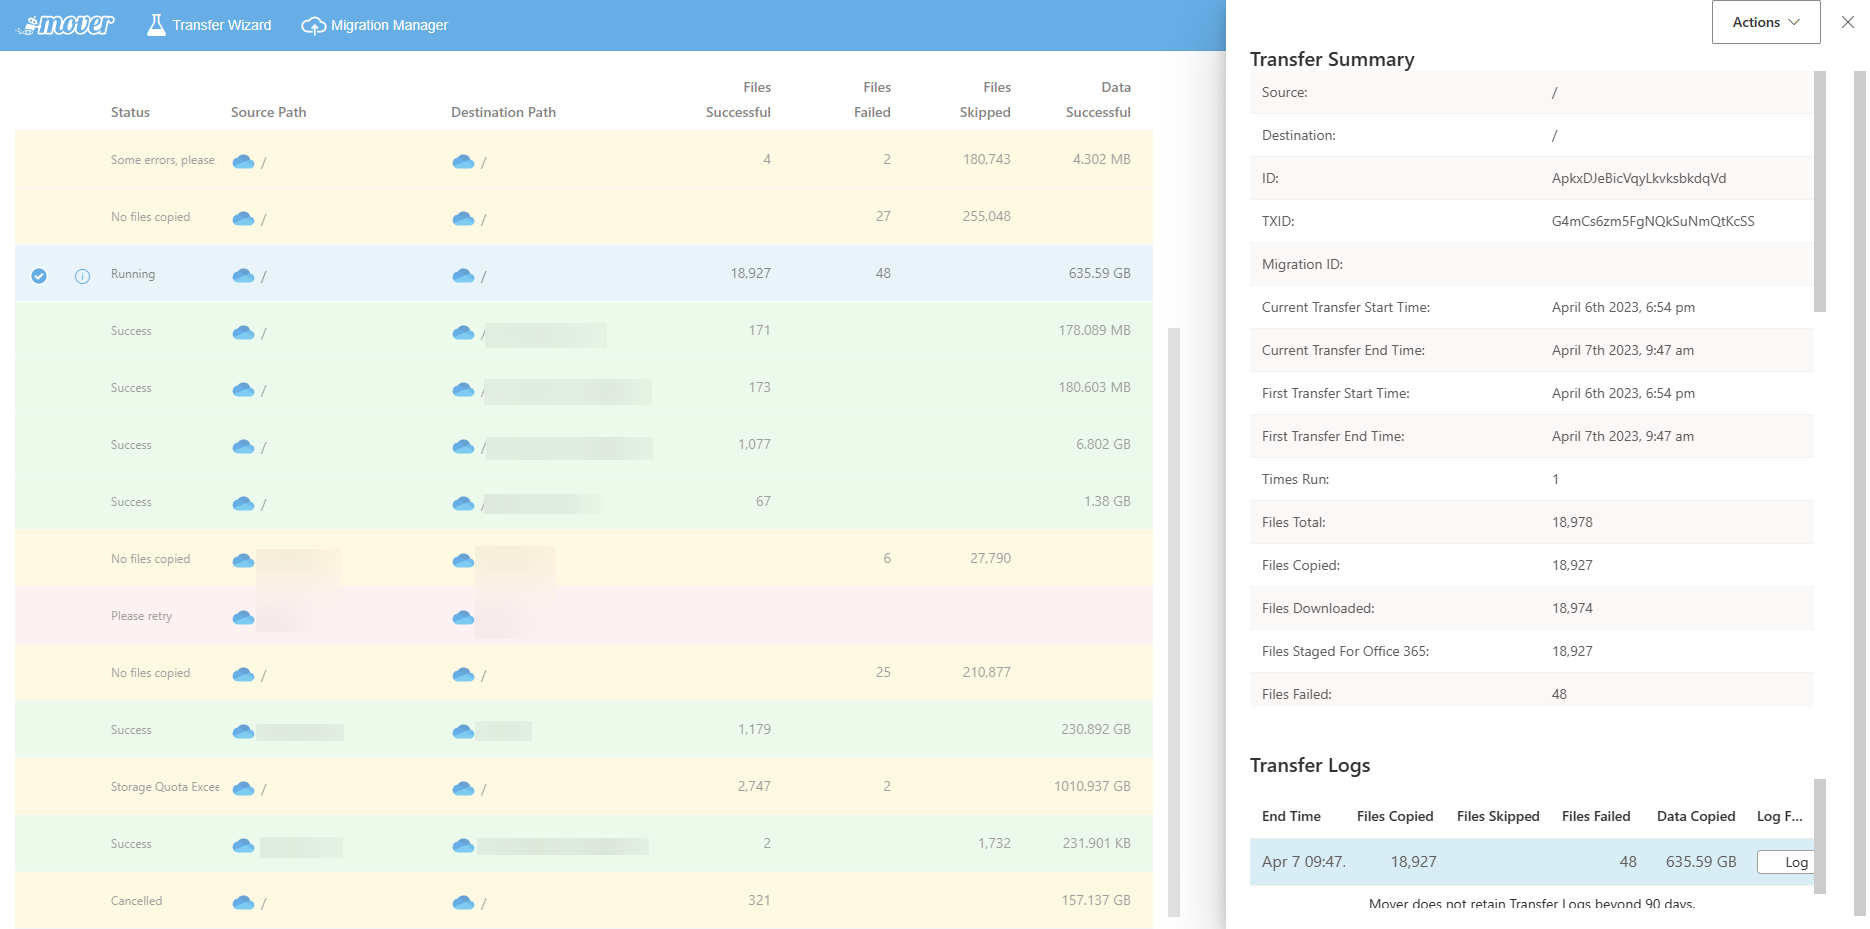 mover Transfer Wizard Migration Manager
Status Source Path Destination Path Files Successful Files Failed Files Skipped Data Successful
Some errors, please / / 4 2 180,743 4.302 MB
No files copied / / 27 255,048
Running / / 18,927 48 635.59 GB
Success / / 171 178.089 MB
Success / / 173 180.603 MB
Success / / 1,077 6.802 GB
Success / / 67 1.38 GB
No files copied 6 27,790
Please retry
No files copied / / 25 210,877
Success 1,179 230.892 GB
Storage Quota Excee / / 2,747 2 1010.937 GB
Success 2 1,732 231.901 KB
Cancelled / / 321 157.137 GB
Actions
Transfer Summary
Source: /
Destination: /
ID: ApkxDJeBicVqyLkvksbkdqVd
TXID: G4mCs6zm5FgNQkSuNmQtKcSS
Migration ID:
Current Transfer Start Time: April 6th 2023, 6:54 pm
Current Transfer End Time: April 7th 2023, 9:47 am
First Transfer Start Time: April 6th 2023, 6:54 pm
First Transfer End Time: April 7th 2023, 9:47 am
Times Run: 1
Files Total: 18,978
Files Copied: 18,927
Files Downloaded: 18,974
Files Staged For Office 365: 18,927
Files Failed: 48
Transfer Logs
End Time Files Copied Files Skipped Files Failed Data Copied Log F...
Apr 7 09:47. 18,927 48 635.59 GB Log
Mover does not retain Transfer Logs beyond 90 days.